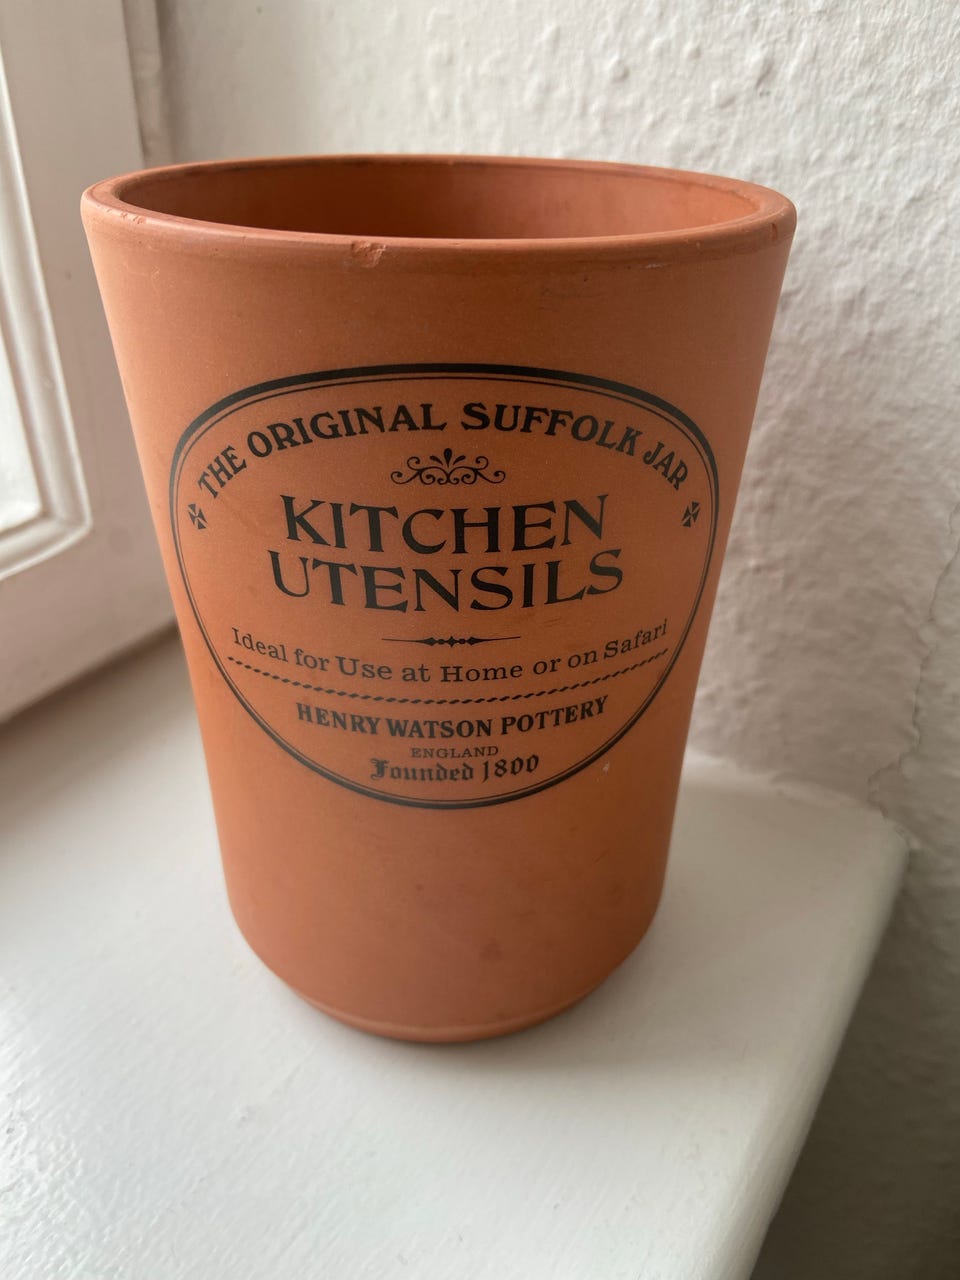 THE ORIGINAL SUFFOLK JAR
KITCHEN
UTENSILS
Ideal for Use at Home or on Safari
HENRY WATSON POTTERY
ENGLAND
Founded 1800